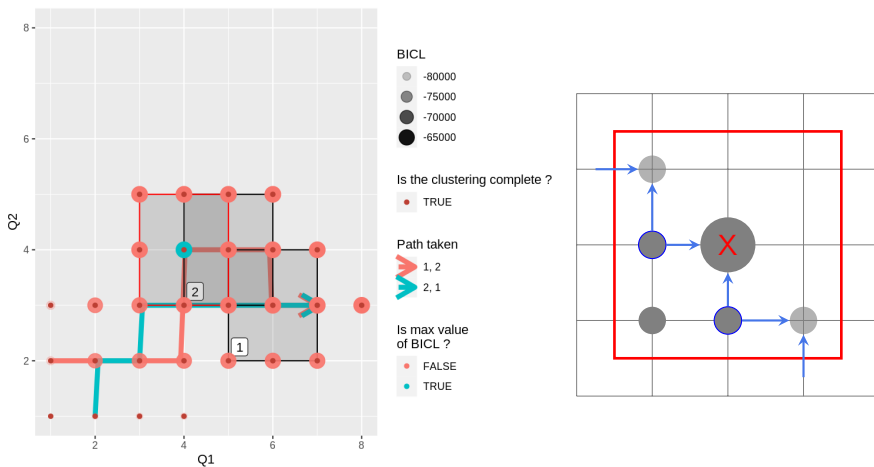 8
6
4
2
Q2
2
1
2
4
6
8
Q1
BICL
-80000
-75000
-70000
-65000
Is the clustering complete ?
TRUE
Path taken
1, 2
2, 1
Is max value
of BICL ?
FALSE
TRUE
X